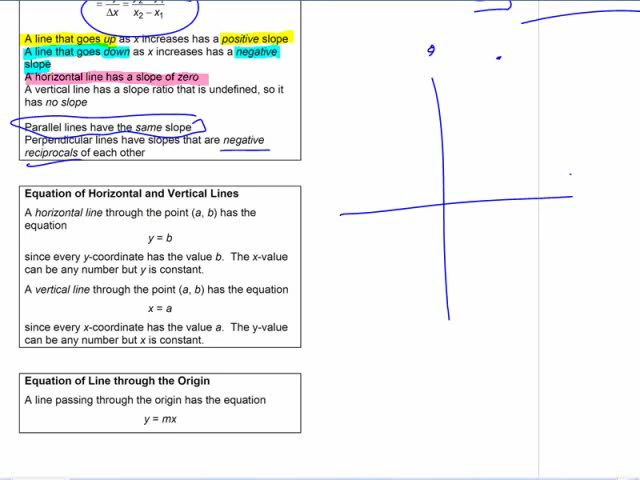 Δx x₂ – x₁
A line that goes up as x increases has a positive slope
A line that goes down as x increases has a negative
slope
A horizontal line has a slope of zero
A vertical line has a slope ratio that is undefined, so it
has no slope
Parallel lines have the same slope
Perpendicular lines have slopes that are negative
reciprocals of each other
Equation of Horizontal and Vertical Lines
A horizontal line through the point (a, b) has the
equation
y = b
since every y-coordinate has the value b. The x-value
can be any number but y is constant.
A vertical line through the point (a, b) has the equation
x = a
since every x-coordinate has the value a. The y-value
can be any number but x is constant.
Equation of Line through the Origin
A line passing through the origin has the equation
y = mx